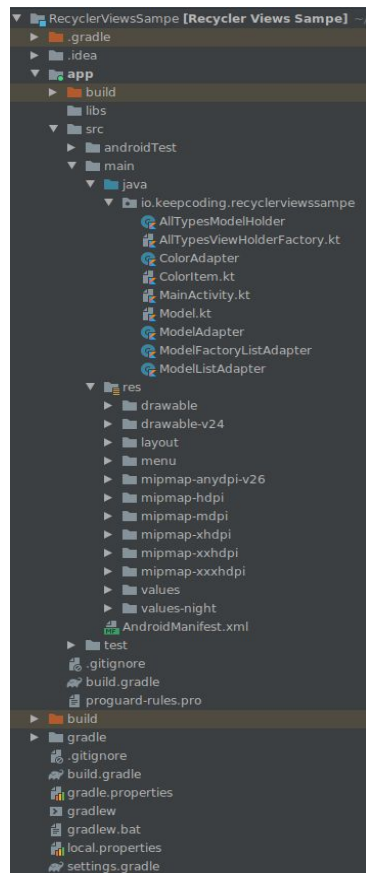 RecyclerViewsSampe [Recycler Views Sampe] ~/
.gradle
.idea
app
build
libs
src
androidTest
main
java
io.keepcoding.recyclerviewssampe
AllTypesModelHolder
AllTypesViewHolderFactory.kt
ColorAdapter
ColorItem.kt
MainActivity.kt
Model.kt
ModelAdapter
ModelFactoryListAdapter
ModelListAdapter
res
drawable
drawable-v24
layout
menu
mipmap-anydpi-v26
mipmap-hdpi
mipmap-mdpi
mipmap-xhdpi
mipmap-xxhdpi
mipmap-xxxhdpi
values
values-night
AndroidManifest.xml
test
.gitignore
build.gradle
proguard-rules.pro
build
gradle
.gitignore
build.gradle
gradle.properties
gradlew
gradlew.bat
local.properties
settings.gradle